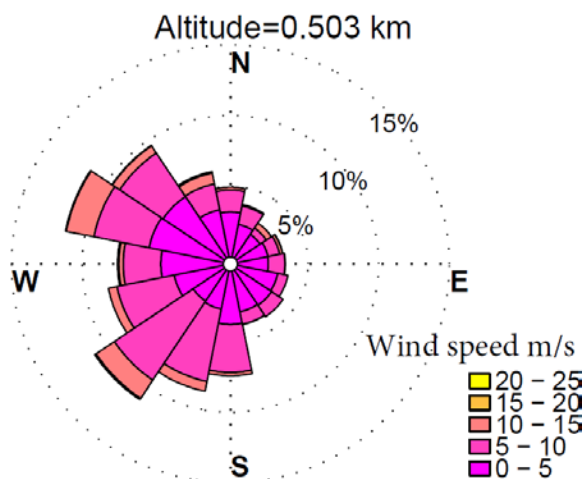 Altitude=0.503 km
N
15%
10%
5%
W
E
S
Wind speed m/s
20 - 25
15 - 20
10 - 15
5 - 10
0 - 5